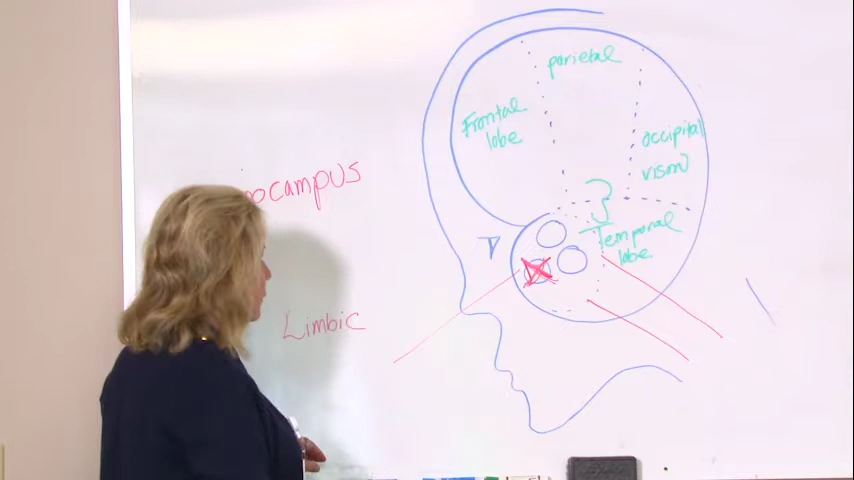 parietal
Frontal
lobe
occipital
vision
ocampus
Limbic
Temporal
lobe